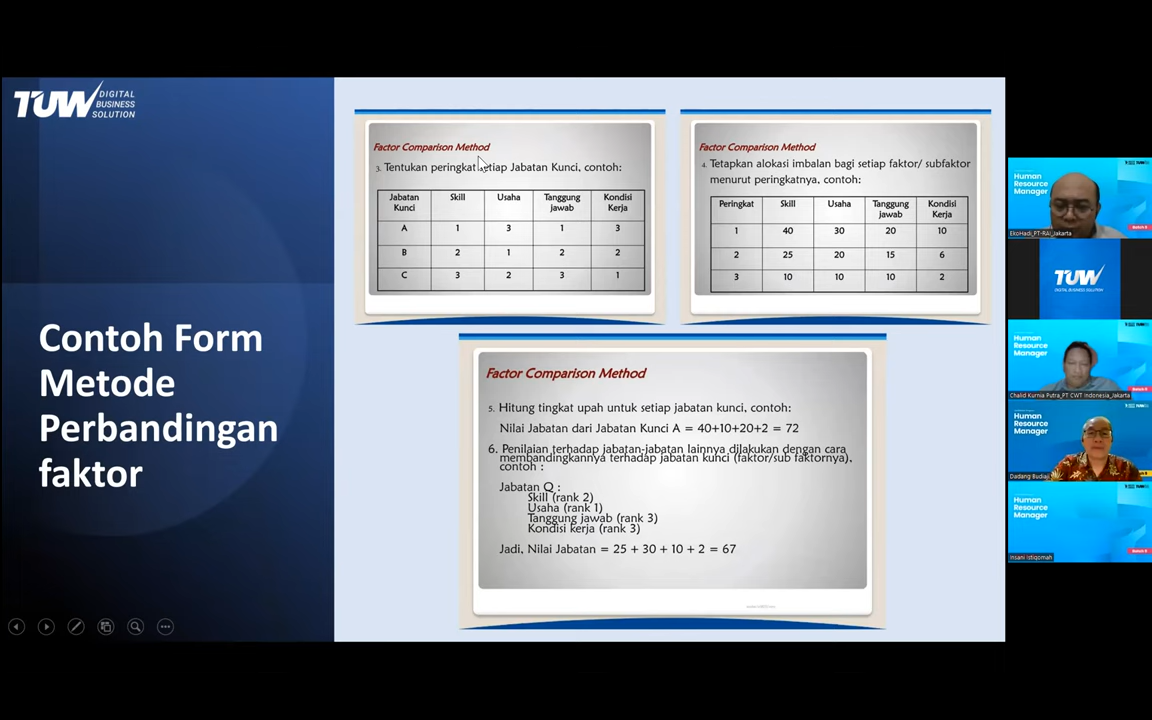 TUW DIGITAL
BUSINESS
SOLUTION
Contoh Form
Metode
Perbandingan
faktor
Factor Comparison Method
3. Tentukan peringkat setiap Jabatan Kunci, contoh:
Jabatan Kunci Skill Usaha Tanggung jawab Kondisi Kerja
A 1 3 1 3
B 2 1 2 2
C 3 2 3 1
Factor Comparison Method
4. Tetapkan alokasi imbalan bagi setiap faktor/ subfaktor
menurut peringkatnya, contoh:
Peringkat Skill Usaha Tanggung jawab Kondisi Kerja
1 40 30 20 10
2 25 20 15 6
3 10 10 10 2
Factor Comparison Method
5. Hitung tingkat upah untuk setiap jabatan kunci, contoh:
Nilai Jabatan dari Jabatan Kunci A = 40+10+20+2 = 72
6. Penilaian terhadap jabatan-jabatan lainnya dilakukan dengan cara
membandingkannya terhadap jabatan kunci (faktor/sub faktornya),
contoh :
Jabatan Q :
Skill (rank 2)
Usaha (rank 1)
Tanggung jawab (rank 3)
Kondisi kerja (rank 3)
Jadi, Nilai Jabatan = 25 + 30 + 10 + 2 = 67
Human
Resource
Manager
EkoHadi_PT-RAI_Jakarta
TUW
DIGITAL BUSINESS SOLUTION
Human
Resource
Manager
Chalid Kurnia Putra_PT CWT Indonesia_Jakarta
Human
Resource
Manager
Dadang Budiaji
Human
Resource
Manager
Insani Istiqomah